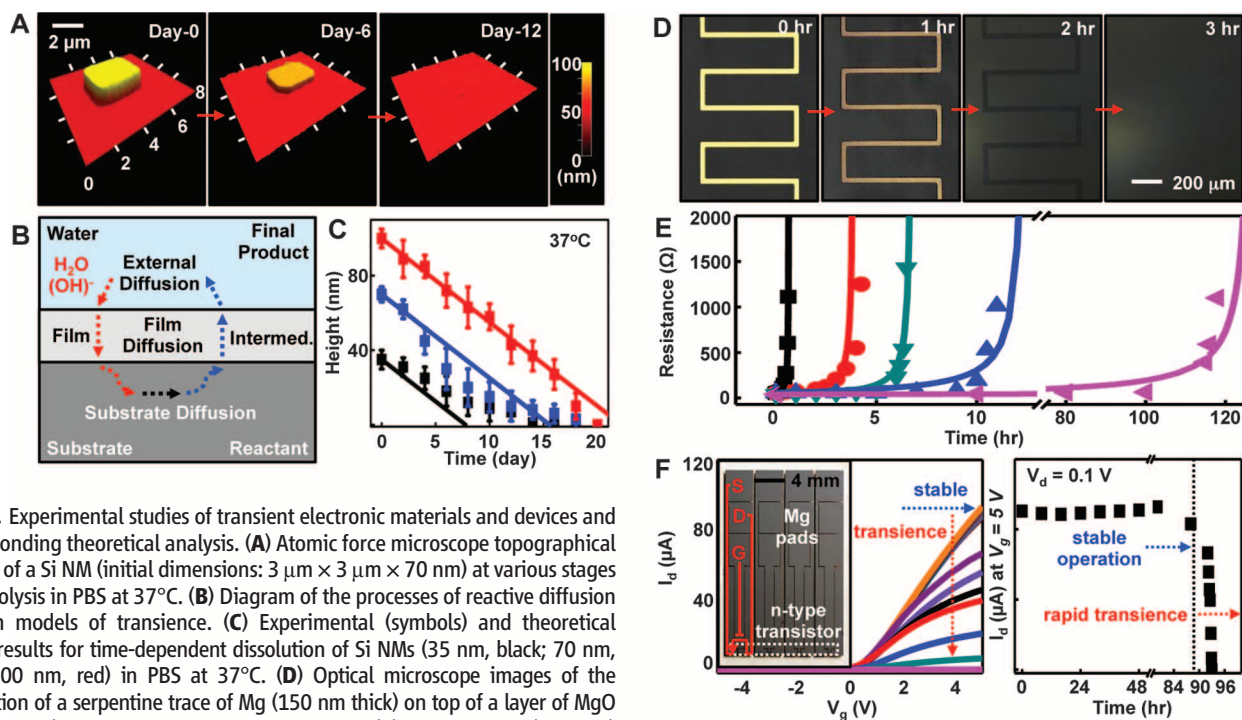 A
2 μm
Day-0
Day-6
Day-12
100
50
0
(nm)
8
6
4
2
0
B
Water
Final
Product
H2O
(OH)-
External
Diffusion
Film
Film
Diffusion
Intermed.
Substrate Diffusion
Substrate
Reactant
C
37°C
Height (nm)
80
40
0
5
10
15
20
Time (day)
D
0 hr
1 hr
2 hr
3 hr
200 μm
E
Resistance (Ω)
2000
1500
1000
500
0
0
5
10
80
100
120
Time (hr)
F
Id (μA)
120
80
40
0
S
D
G
4 mm
Mg
pads
n-type
transistor
stable
transience
-4
-2
0
2
4
Vg (V)
Id (μA) at Vg = 5 V
Vd = 0.1 V
stable
operation
rapid transience
0
24
48
84
90
96
Time (hr)
. Experimental studies of transient electronic materials and devices and
onding theoretical analysis. (A) Atomic force microscope topographical
of a Si NM (initial dimensions: 3 μm × 3 μm × 70 nm) at various stages
olysis in PBS at 37°C. (B) Diagram of the processes of reactive diffusion
models of transience. (C) Experimental (symbols) and theoretical
results for time-dependent dissolution of Si NMs (35 nm, black; 70 nm,
00 nm, red) in PBS at 37°C. (D) Optical microscope images of the
tion of a serpentine trace of Mg (150 nm thick) on top of a layer of MgO